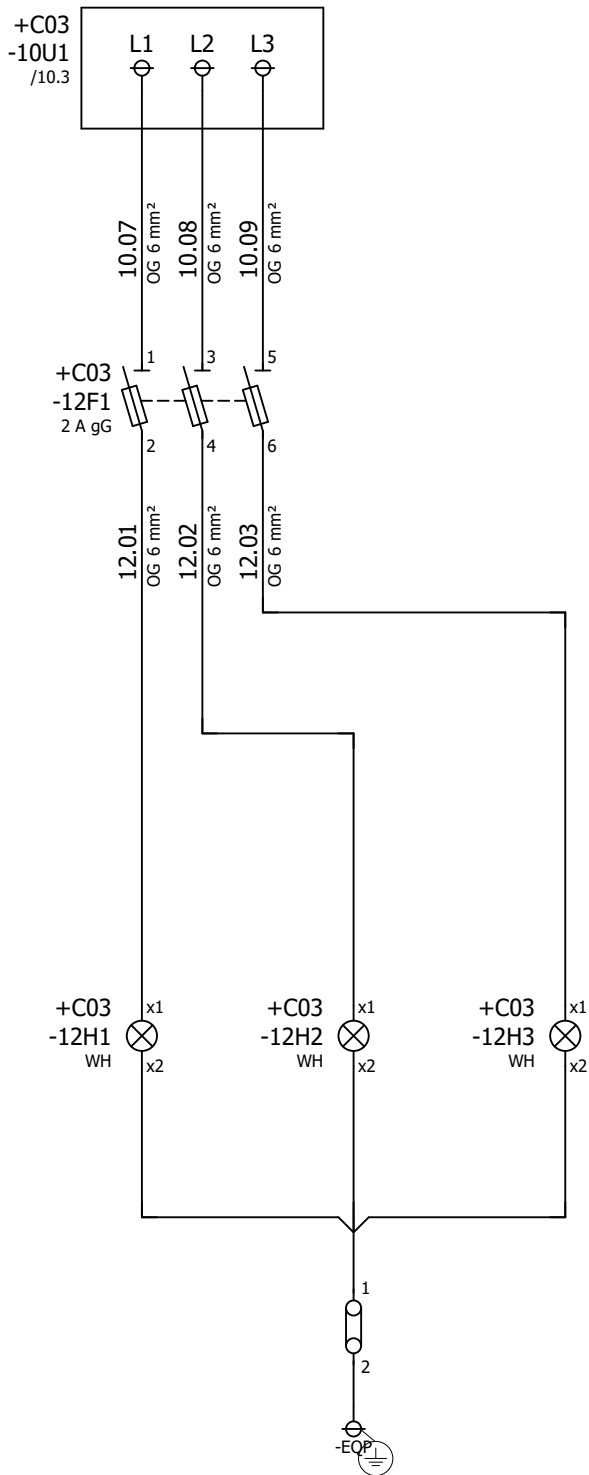 +C03
-10U1
/10.3
L1 L2 L3
10.07
OG 6 mm²
10.08
OG 6 mm²
10.09
OG 6 mm²
+C03
-12F1
2 A gG
1 3 5
2 4 6
12.01
OG 6 mm²
12.02
OG 6 mm²
12.03
OG 6 mm²
+C03
-12H1
WH
x1
x2
+C03
-12H2
WH
x1
x2
+C03
-12H3
WH
x1
x2
1
2
-EQP